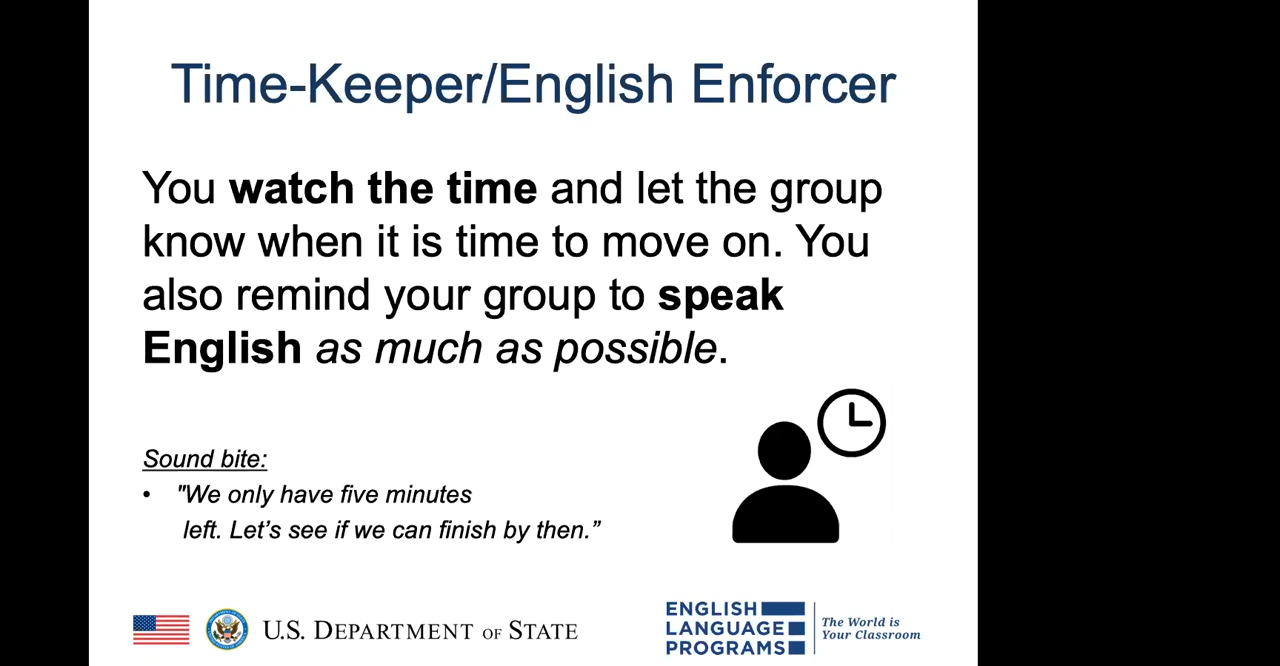 Time-Keeper/English Enforcer
You watch the time and let the group
know when it is time to move on. You
also remind your group to speak
English as much as possible.
Sound bite:
• "We only have five minutes
left. Let’s see if we can finish by then.”
U.S. DEPARTMENT OF STATE
ENGLISH
LANGUAGE
PROGRAMS
The World is
Your Classroom